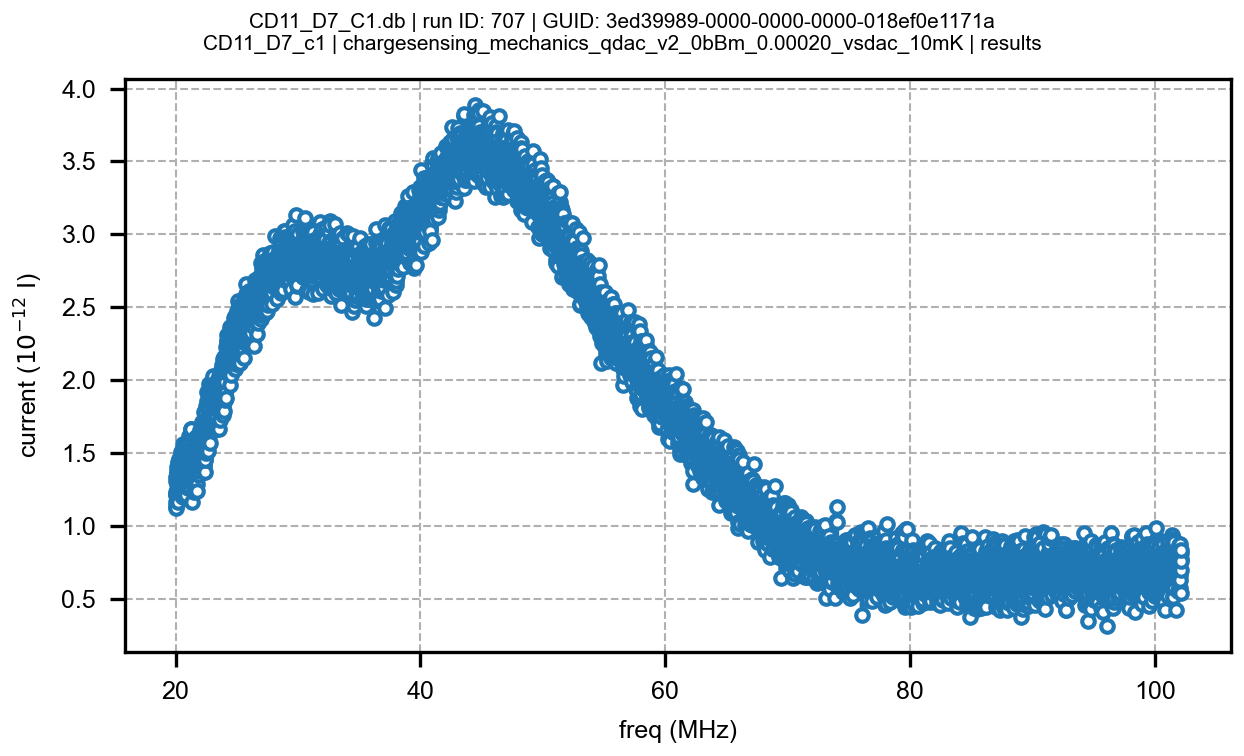 CD11_D7_C1.db | run ID: 707 | GUID: 3ed39989-0000-0000-0000-018ef0e1171a
CD11_D7_c1 | chargesensing_mechanics_qdac_v2_0bBm_0.00020_vsdac_10mK | results
4.0
3.5
3.0
2.5
2.0
1.5
1.0
0.5
current (10⁻¹² I)
20 40 60 80 100
freq (MHz)